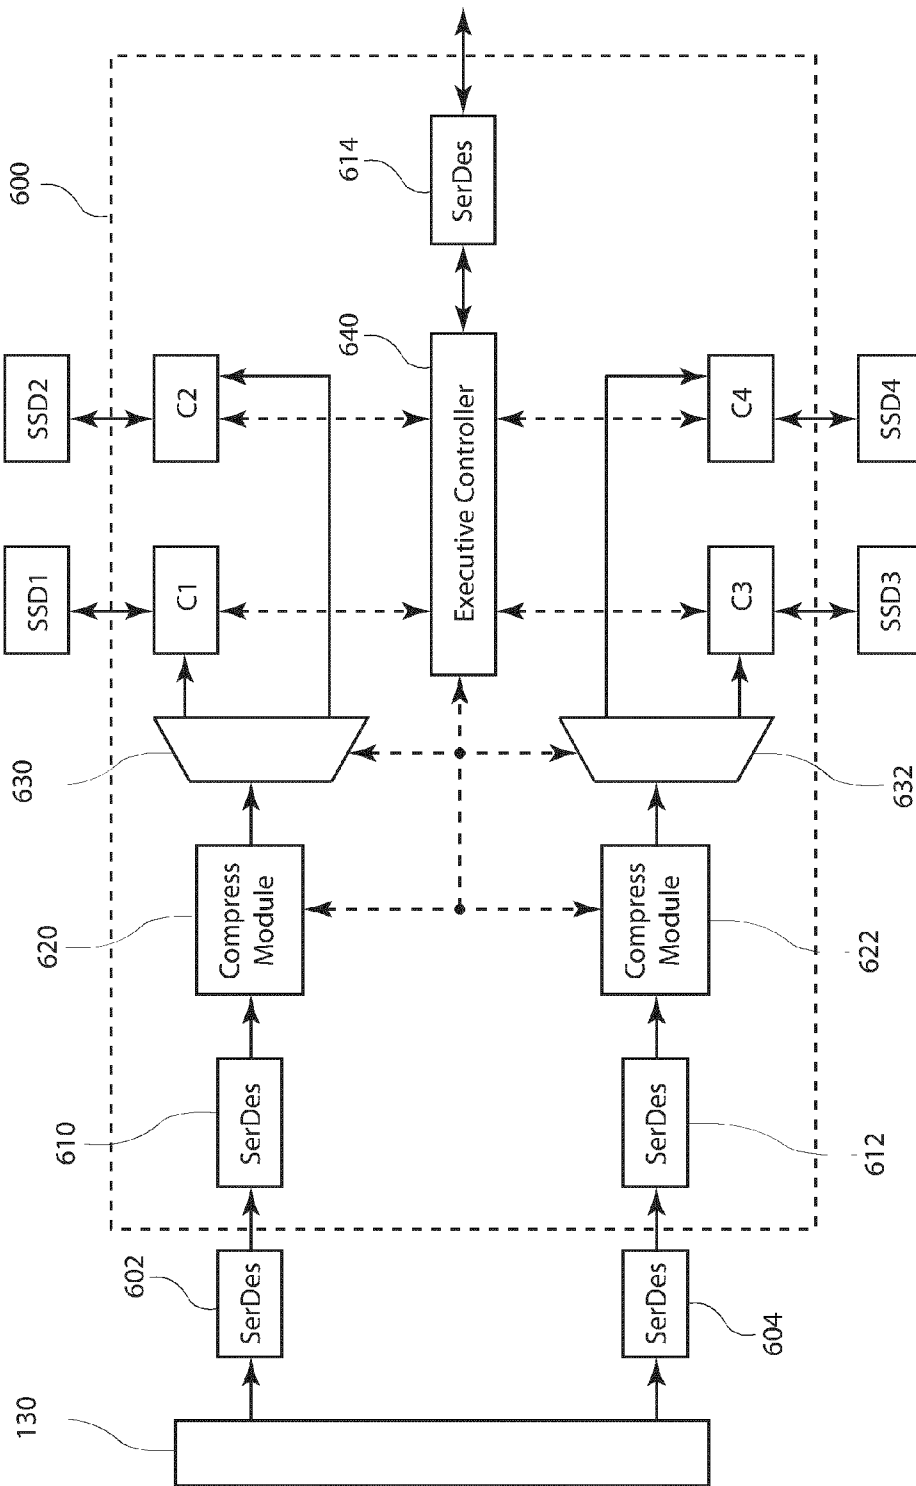 600
SSD1
SSD2
C1
C2
630
620
Compress
Module
610
SerDes
602
SerDes
130
640
Executive Controller
614
SerDes
604
SerDes
612
SerDes
622
Compress
Module
632
C3
C4
SSD3
SSD4